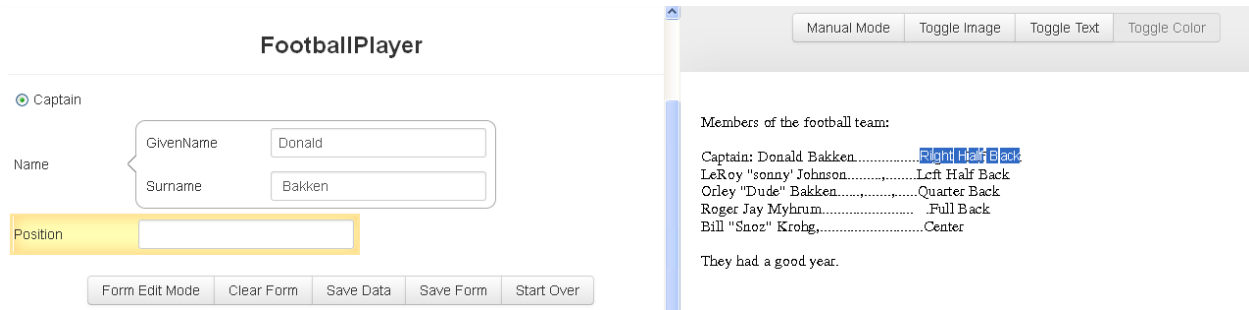 FootballPlayer
Captain
Name
GivenName
Donald
Surname
Bakken
Position
Form Edit Mode
Clear Form
Save Data
Save Form
Start Over
Manual Mode
Toggle Image
Toggle Text
Toggle Color
Members of the football team:
Captain: Donald Bakken................Right Half Back
LeRoy "sonny' Johnson.........,.......Lcft Half Back
Orley "Dude" Bakken......,.......,......Quarter Back
Roger Jay Myhrum....................... .Full Back
Bill "Snoz" Krohg,..........................Center
They had a good year.